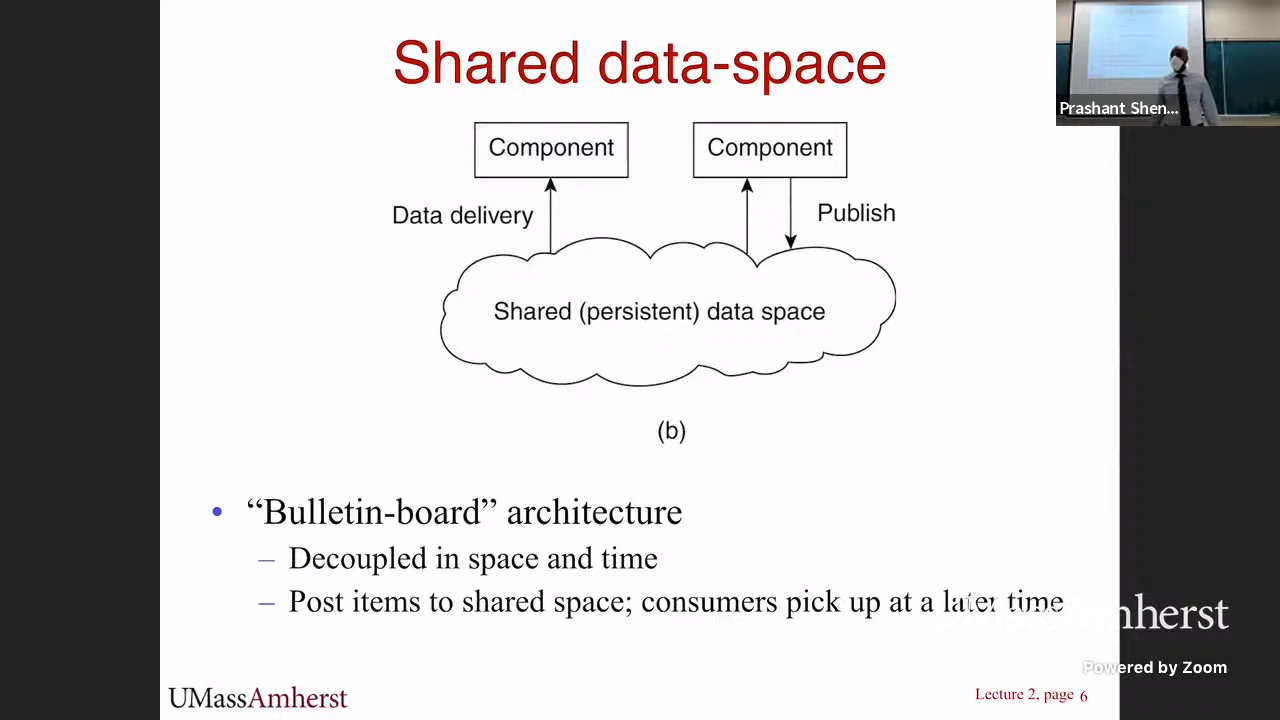 Shared data-space
Prashant Shen...
Component
Component
Data delivery
Publish
Shared (persistent) data space
(b)
• “Bulletin-board” architecture
– Decoupled in space and time
– Post items to shared space; consumers pick up at a later time
UMassAmherst
Powered by Zoom
UMassAmherst
Lecture 2, page 6